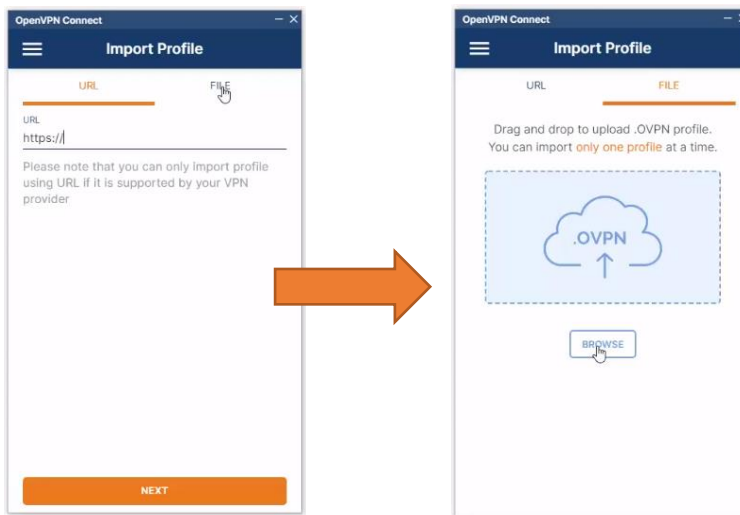 OpenVPN Connect
Import Profile
URL
FILE
URL
https://
Please note that you can only import profile
using URL if it is supported by your VPN
provider
NEXT
OpenVPN Connect
Import Profile
URL
FILE
Drag and drop to upload .OVPN profile.
You can import only one profile at a time.
.OVPN
BROWSE